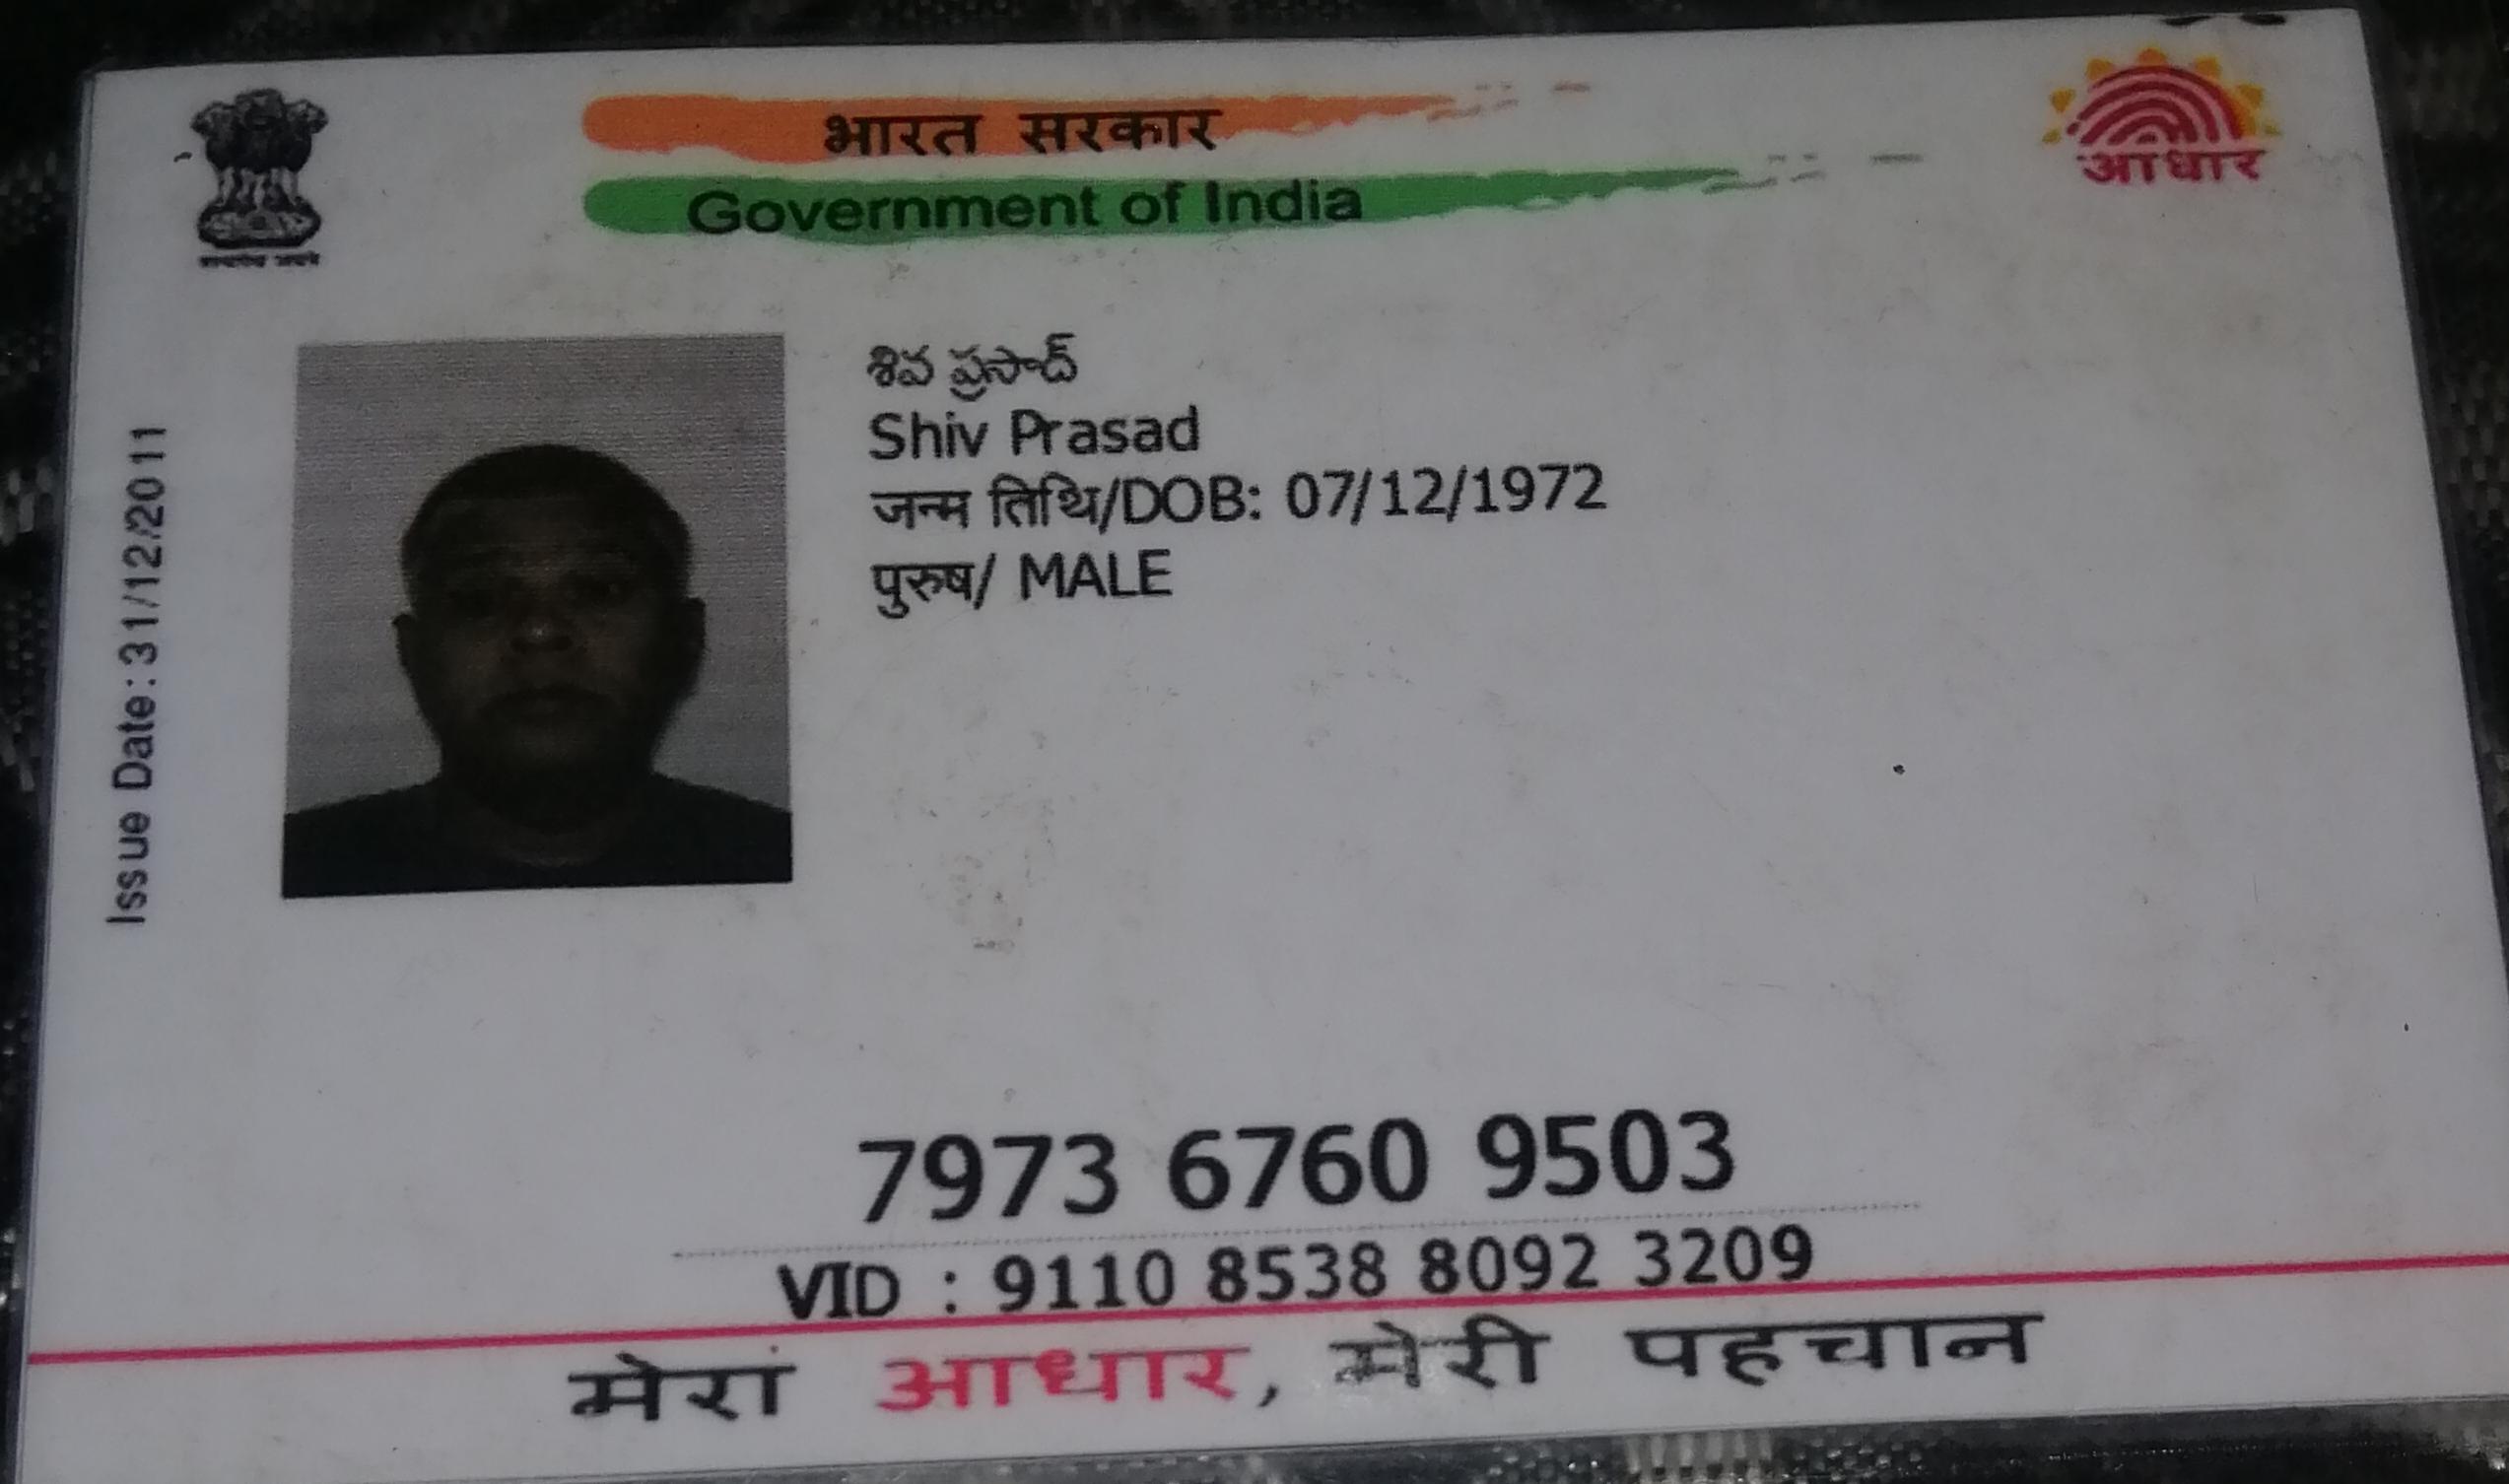 भारत सरकार
Government of India
आधार
శివ ప్రసాద్
Shiv Prasad
जन्म तिथि/DOB: 07/12/1972
पुरुष/ MALE
Issue Date: 31/12/2011
7973 6760 9503
VID : 9110 8538 8092 3209
मेरां आधार, मेरी पहचान